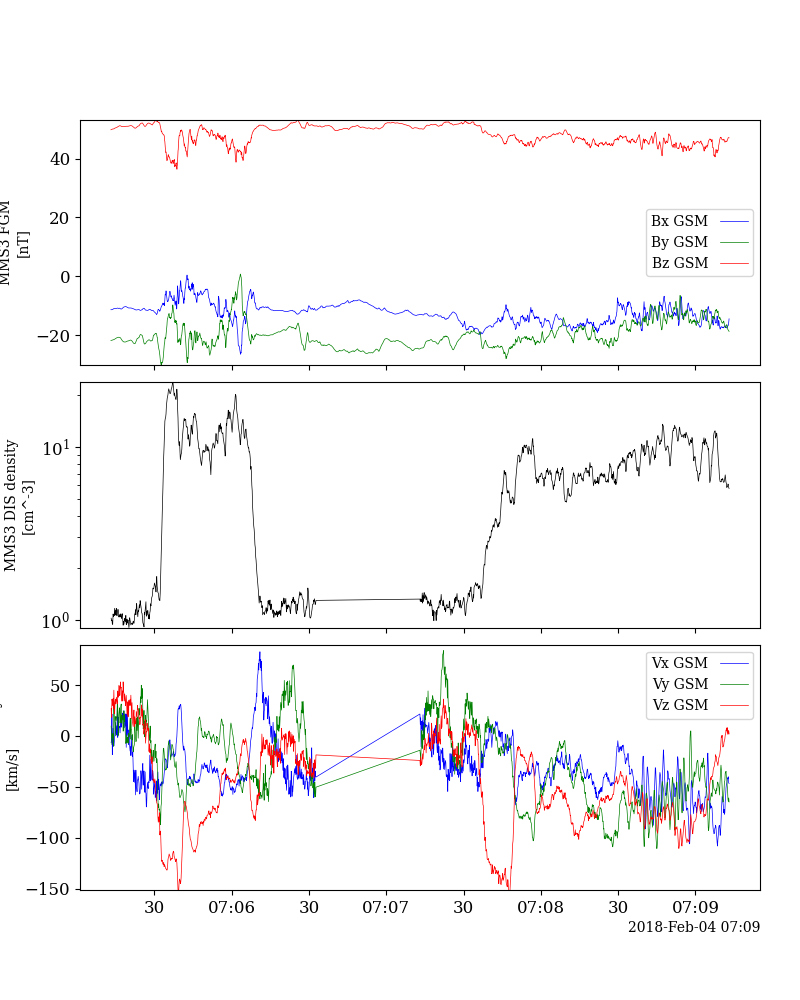 MMS3 FGM
[nT]
40
20
0
−20
Bx GSM
By GSM
Bz GSM
MMS3 DIS density
[cm^-3]
10^1
10^0
[km/s]
50
0
−50
−100
−150
Vx GSM
Vy GSM
Vz GSM
30 07:06 30 07:07 30 07:08 30 07:09
2018-Feb-04 07:09